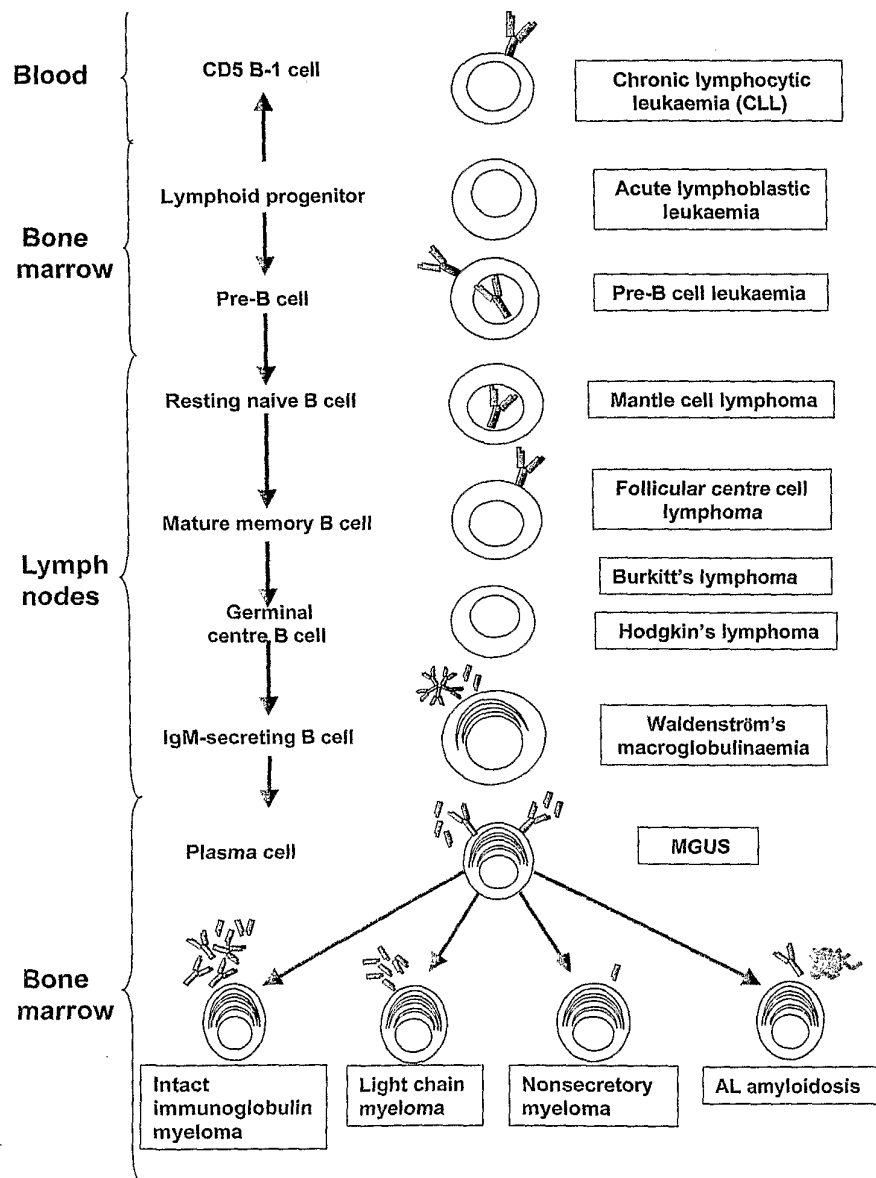 Blood
CD5 B-1 cell
Chronic lymphocytic
leukaemia (CLL)
Lymphoid progenitor
Acute lymphoblastic
leukaemia
Bone
marrow
Pre-B cell
Pre-B cell leukaemia
Resting naive B cell
Mantle cell lymphoma
Mature memory B cell
Follicular centre cell
lymphoma
Lymph
nodes
Burkitt's lymphoma
Germinal
centre B cell
Hodgkin's lymphoma
IgM-secreting B cell
Waldenström's
macroglobulinaemia
Plasma cell
MGUS
Bone
marrow
Intact
immunoglobulin
myeloma
Light chain
myeloma
Nonsecretory
myeloma
AL amyloidosis